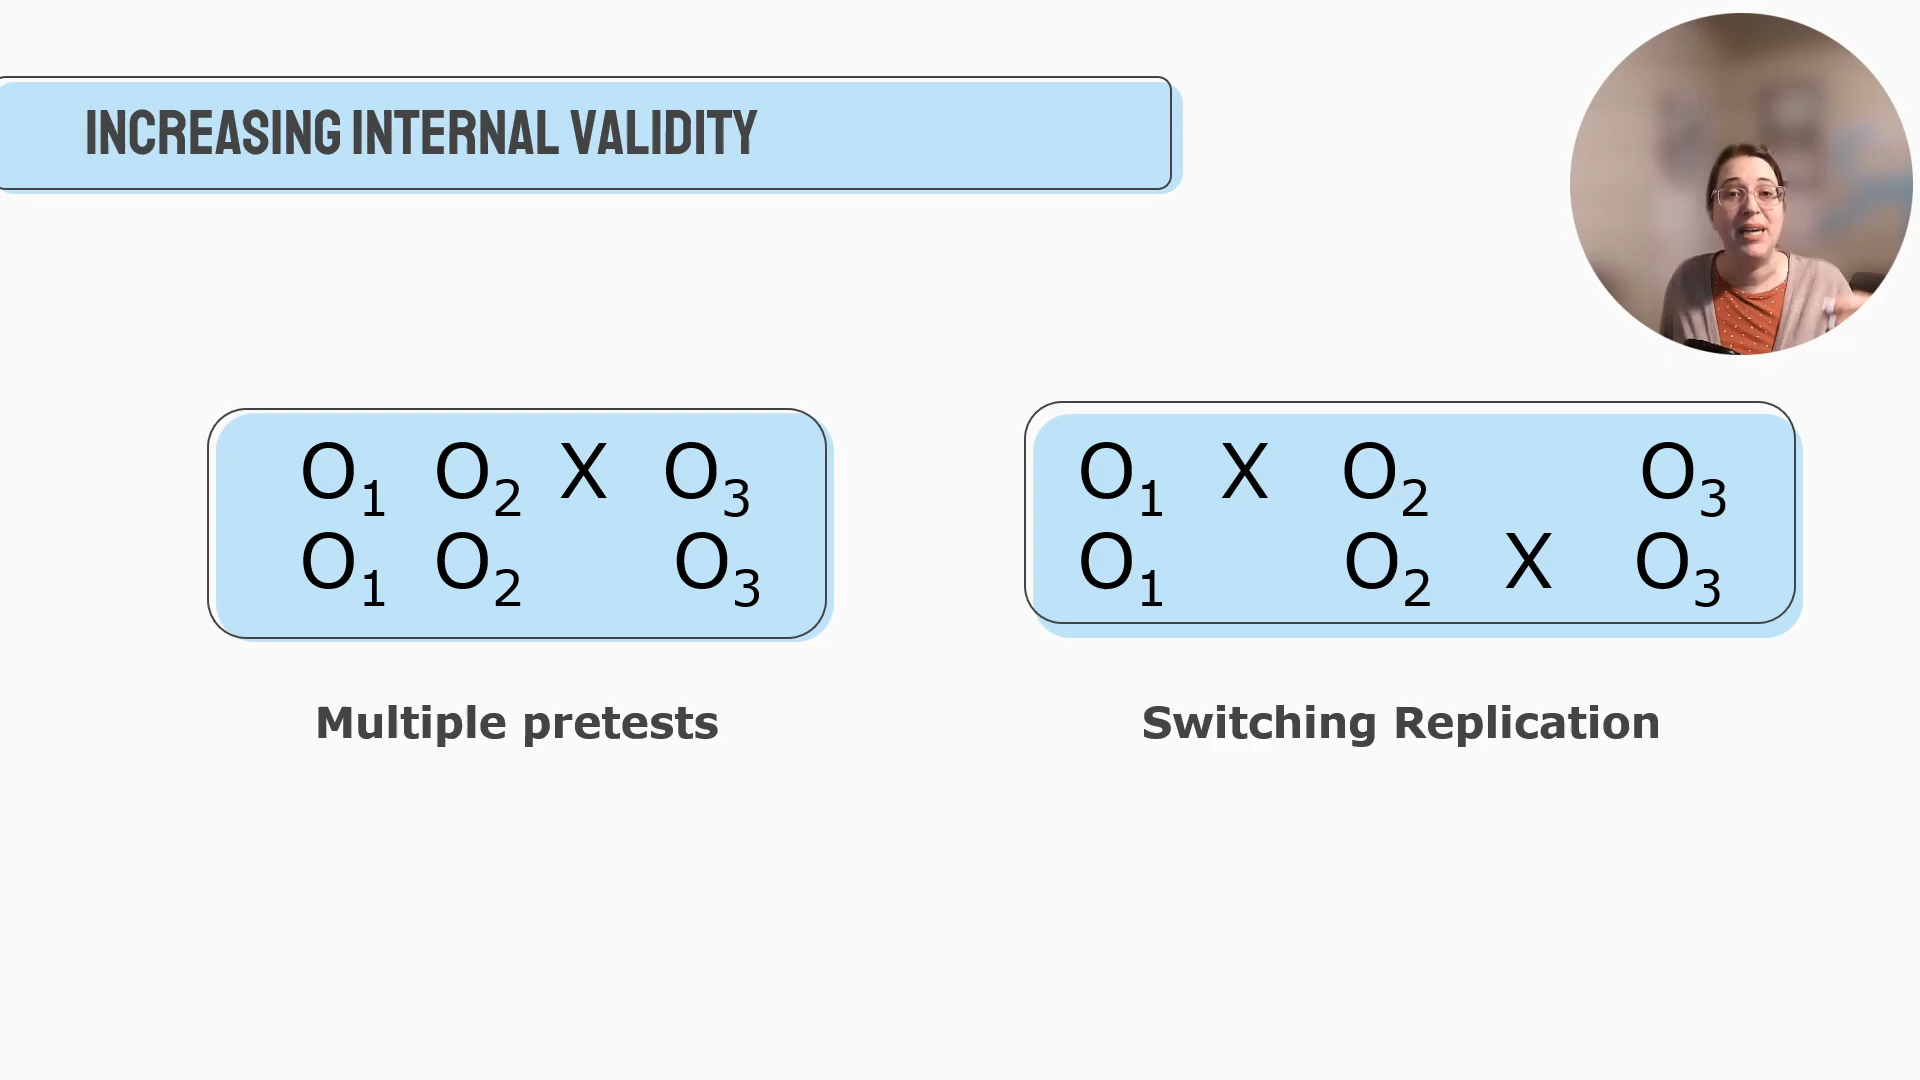 INCREASING INTERNAL VALIDITY
O₁ O₂ X O₃
O₁ O₂ O₃
Multiple pretests
O₁ X O₂ O₃
O₁ O₂ X O₃
Switching Replication